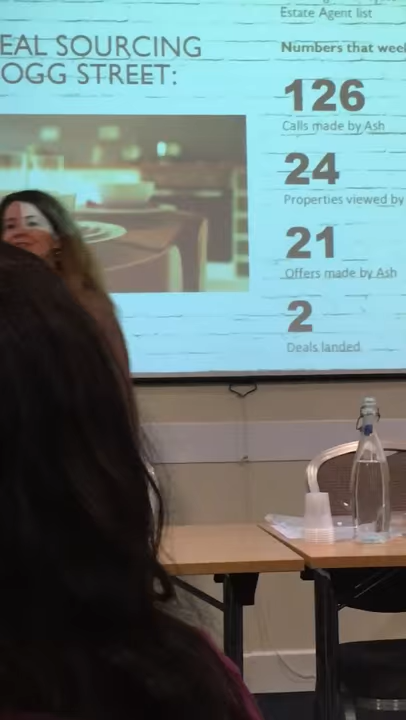 Estate Agent list
EAL SOURCING
OGG STREET:
Numbers that week
126
Calls made by Ash
24
Properties viewed by
21
Offers made by Ash
2
Deals landed